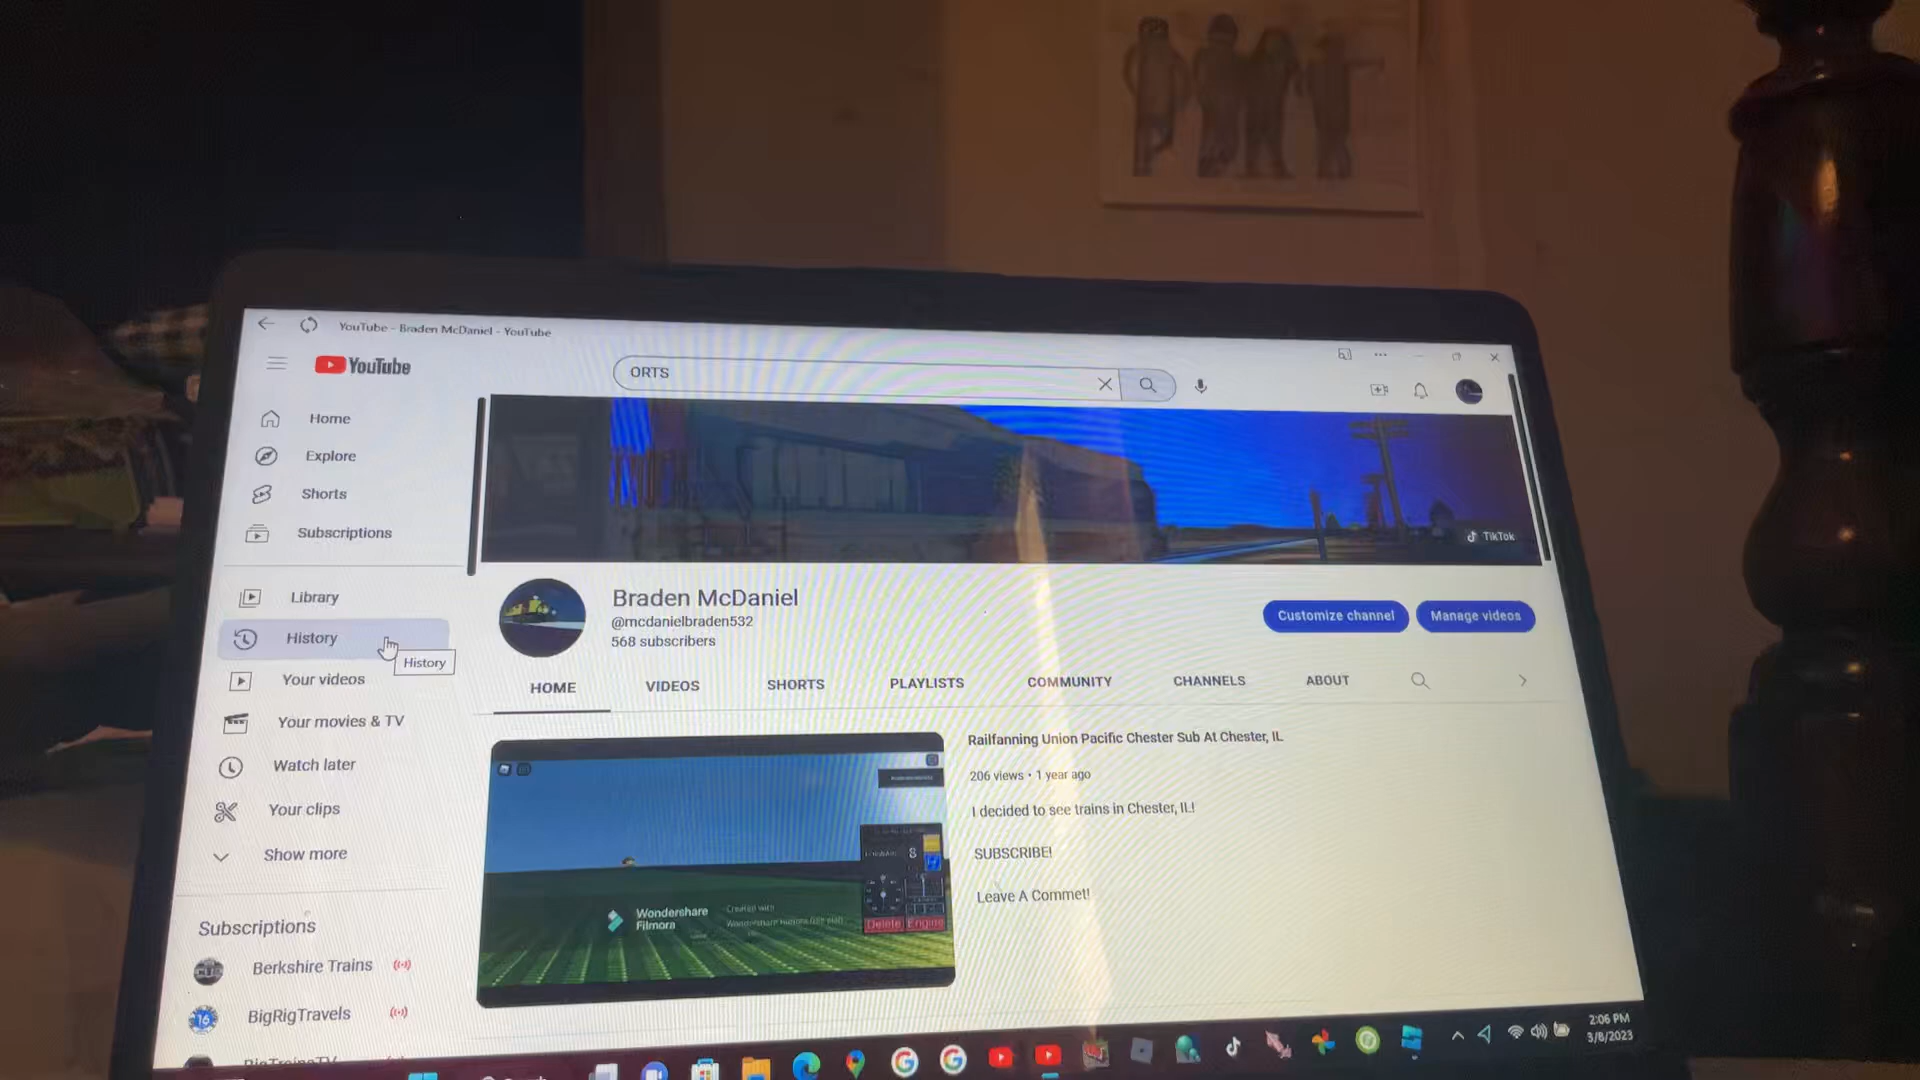 YouTube - Braden McDaniel - YouTube
YouTube
ORTS
Home
Explore
Shorts
Subscriptions
Library
History
History
Your videos
Your movies & TV
Watch later
Your clips
Show more
Subscriptions
Berkshire Trains
BigRigTravels
TikTok
Braden McDaniel
@mcdanielbraden532
568 subscribers
Customize channel
Manage videos
HOME VIDEOS SHORTS PLAYLISTS COMMUNITY CHANNELS ABOUT
Railfanning Union Pacific Chester Sub At Chester, IL
206 views • 1 year ago
I decided to see trains in Chester, IL!
SUBSCRIBE!
Leave A Commet!
Wondershare
Filmora
Created with
Delete Engine
2:06 PM
3/8/2023